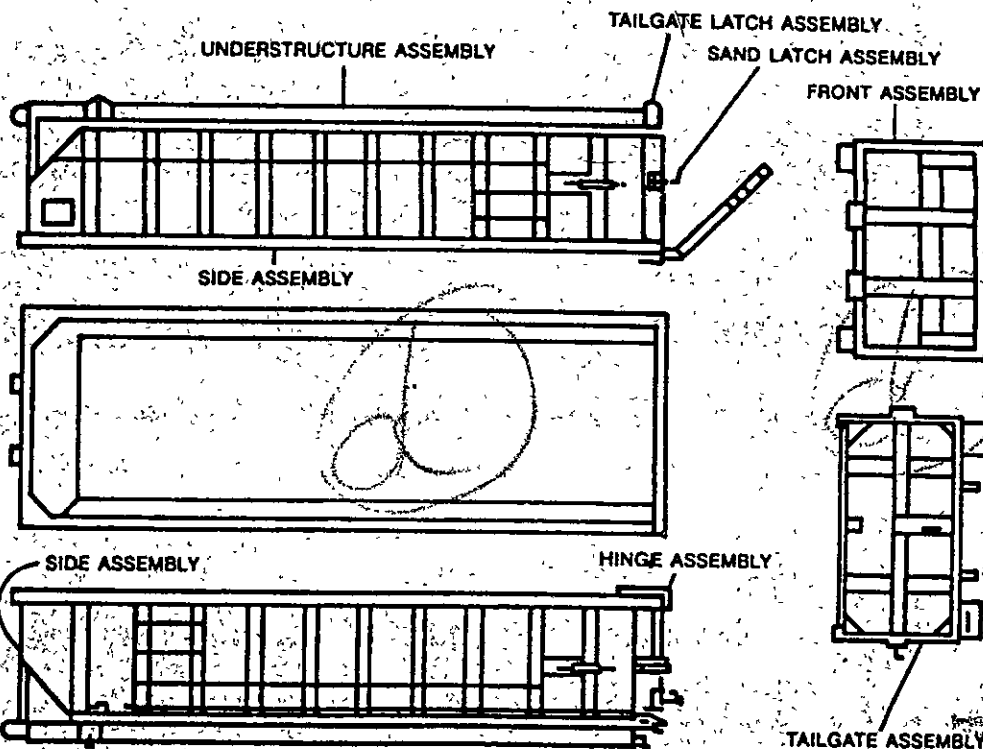 TAILGATE LATCH ASSEMBLY
UNDERSTRUCTURE ASSEMBLY
SAND LATCH ASSEMBLY
FRONT ASSEMBLY
SIDE ASSEMBLY
SIDE ASSEMBLY
HINGE ASSEMBLY
TAILGATE ASSEMBLY